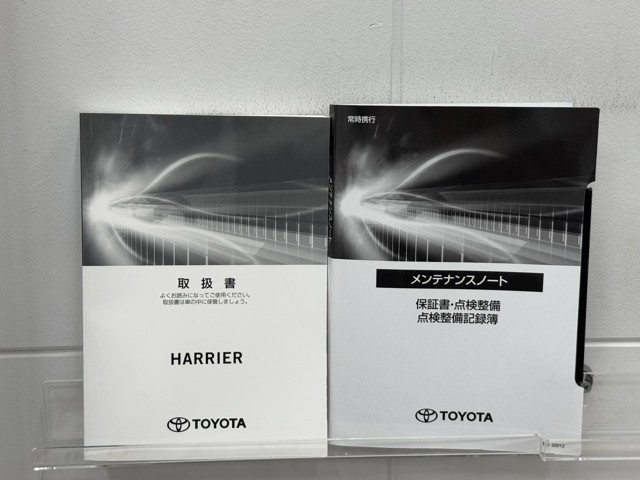 取扱書
よくお読みになってご使用ください。
取扱書は車の中に保管しましょう。
HARRIER
TOYOTA
常時携行
メンテナンスノート
保証書・点検整備
点検整備記録簿
TOYOTA